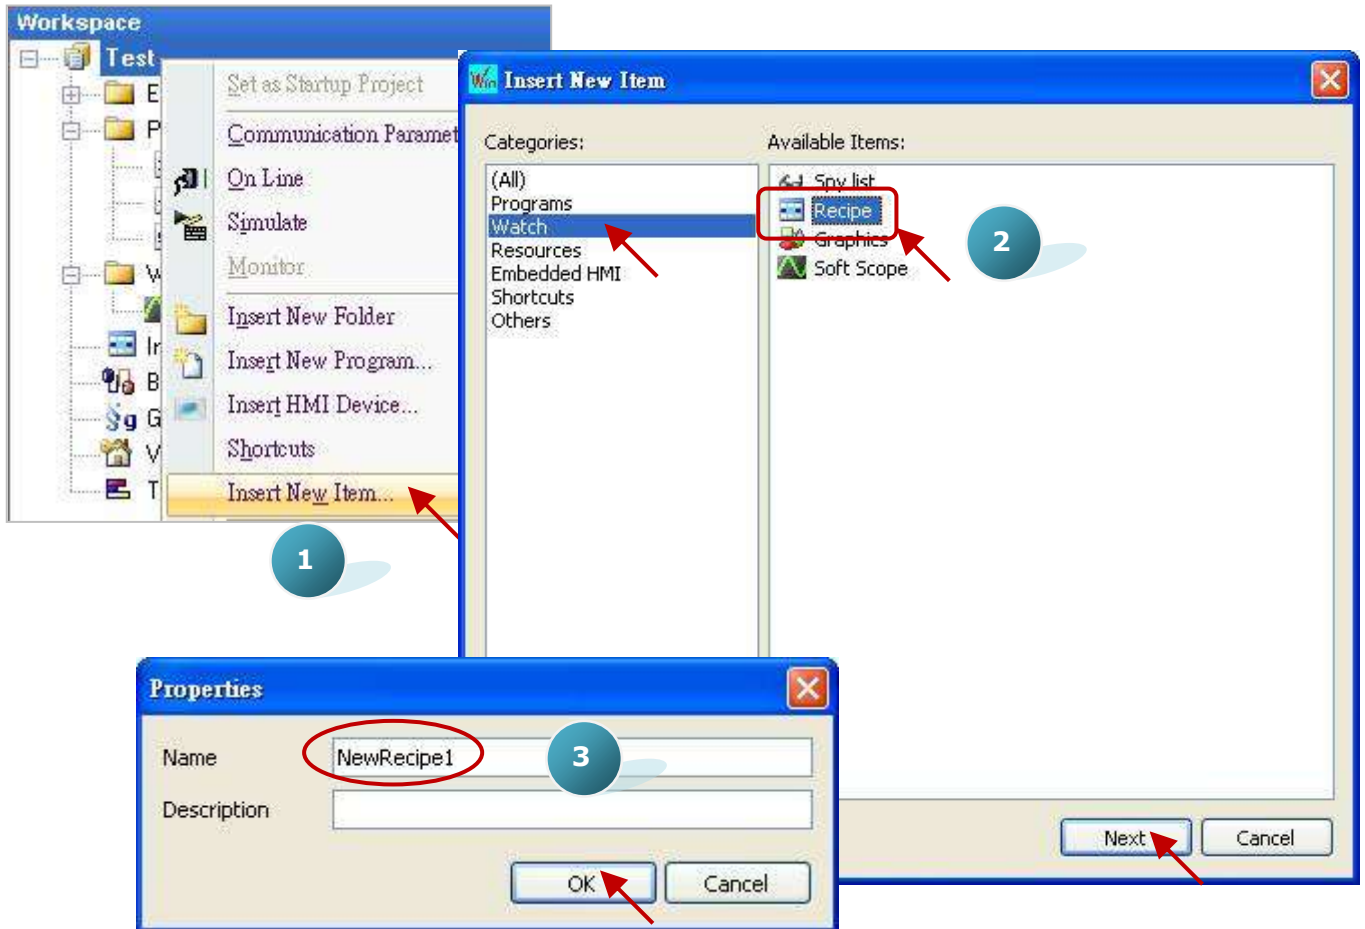 Workspace
Test
E
P
W
In
B
G
V
T
Set as Startup Project
Communication Paramet
On Line
Simulate
Monitor
Insert New Folder
Insert New Program...
Insert HMI Device...
Shortcuts
Insert New Item...
1
Win Insert New Item
Categories:
(All)
Programs
Watch
Resources
Embedded HMI
Shortcuts
Others
Available Items:
Spy list
Recipe
Graphics
Soft Scope
2
Next
Cancel
Properties
Name
NewRecipe1
3
Description
OK
Cancel